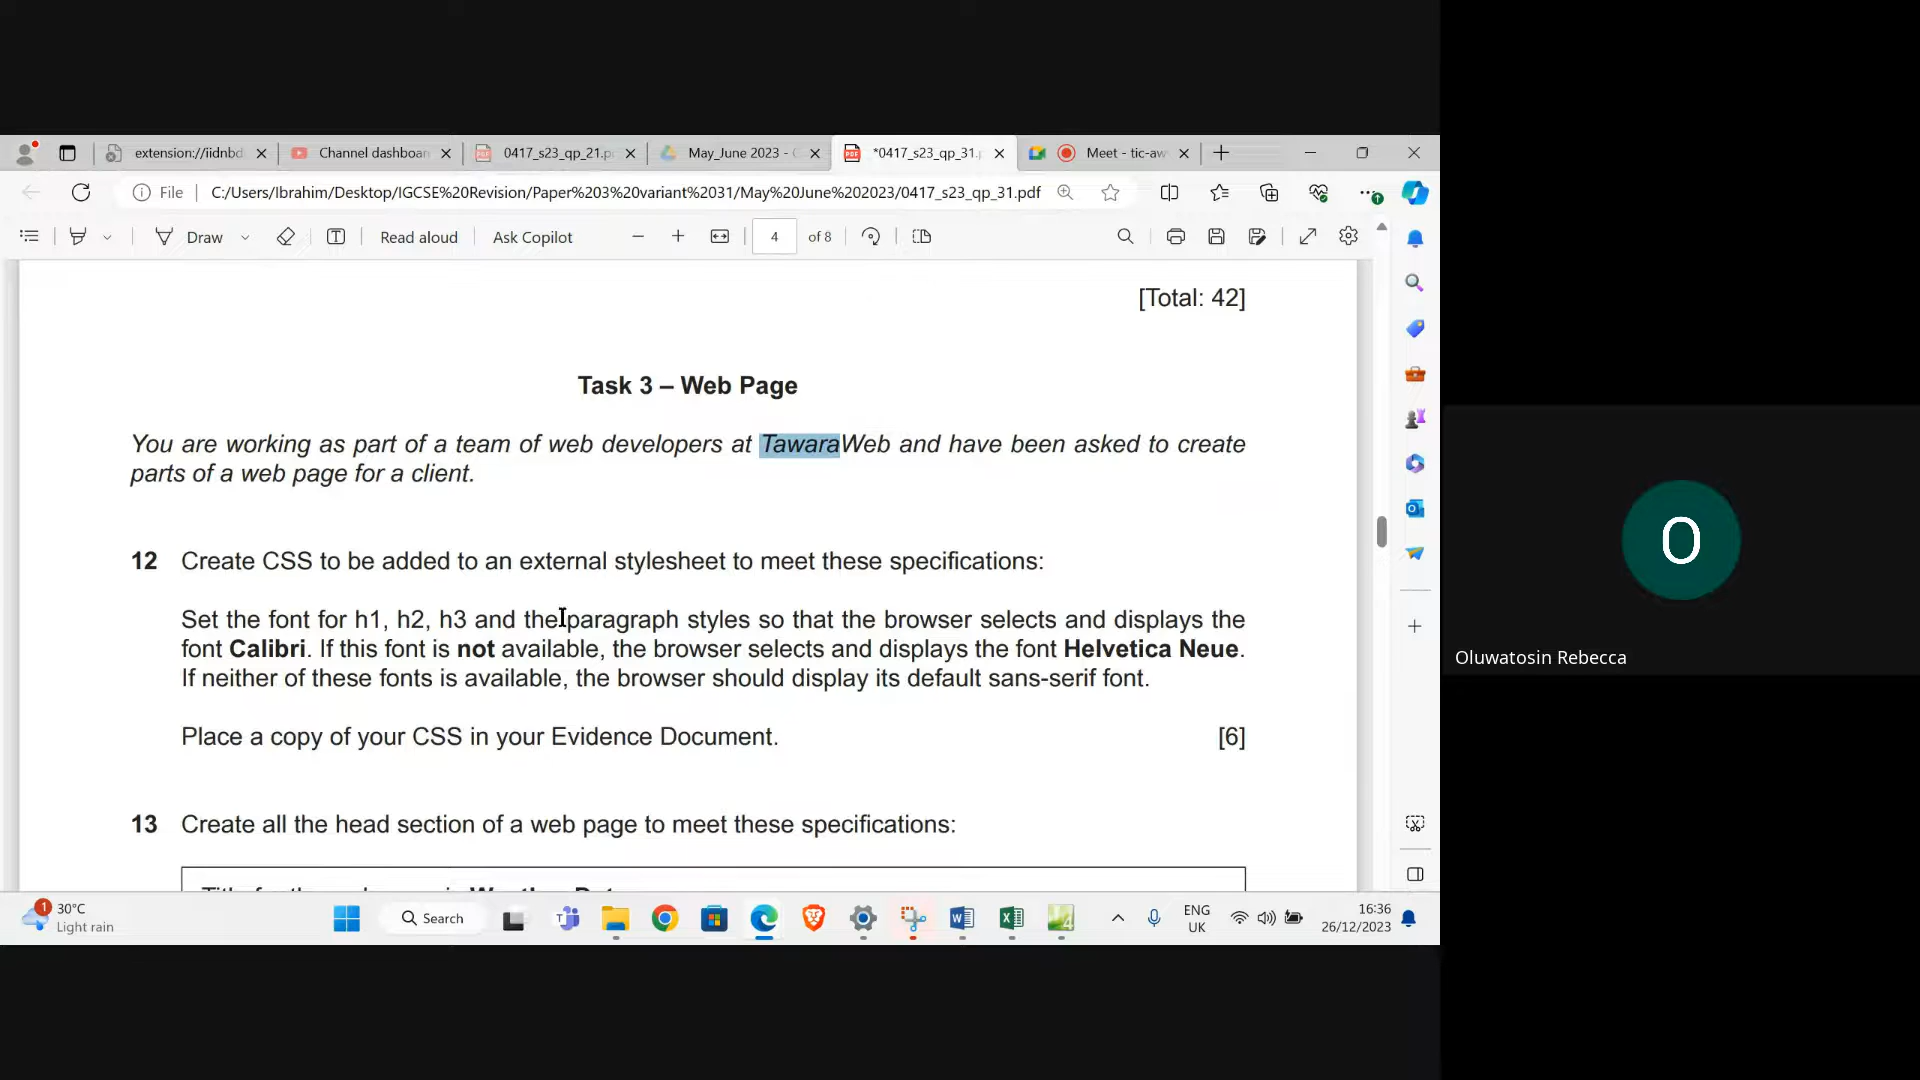 extension://iidnbd
Channel dashboar
0417_s23_qp_21.p
May_June 2023 -
*0417_s23_qp_31.p
Meet - tic-aw
File
C:/Users/Ibrahim/Desktop/IGCSE%20Revision/Paper%203%20variant%2031/May%20June%202023/0417_s23_qp_31.pdf
Draw
Read aloud
Ask Copilot
4
of 8
[Total: 42]
Task 3 – Web Page
You are working as part of a team of web developers at TawaraWeb and have been asked to create
parts of a web page for a client.
12 Create CSS to be added to an external stylesheet to meet these specifications:
Set the font for h1, h2, h3 and the paragraph styles so that the browser selects and displays the
font Calibri. If this font is not available, the browser selects and displays the font Helvetica Neue.
If neither of these fonts is available, the browser should display its default sans-serif font.
Place a copy of your CSS in your Evidence Document. [6]
13 Create all the head section of a web page to meet these specifications:
O
Oluwatosin Rebecca
1
30°C
Light rain
Search
ENG
UK
16:36
26/12/2023